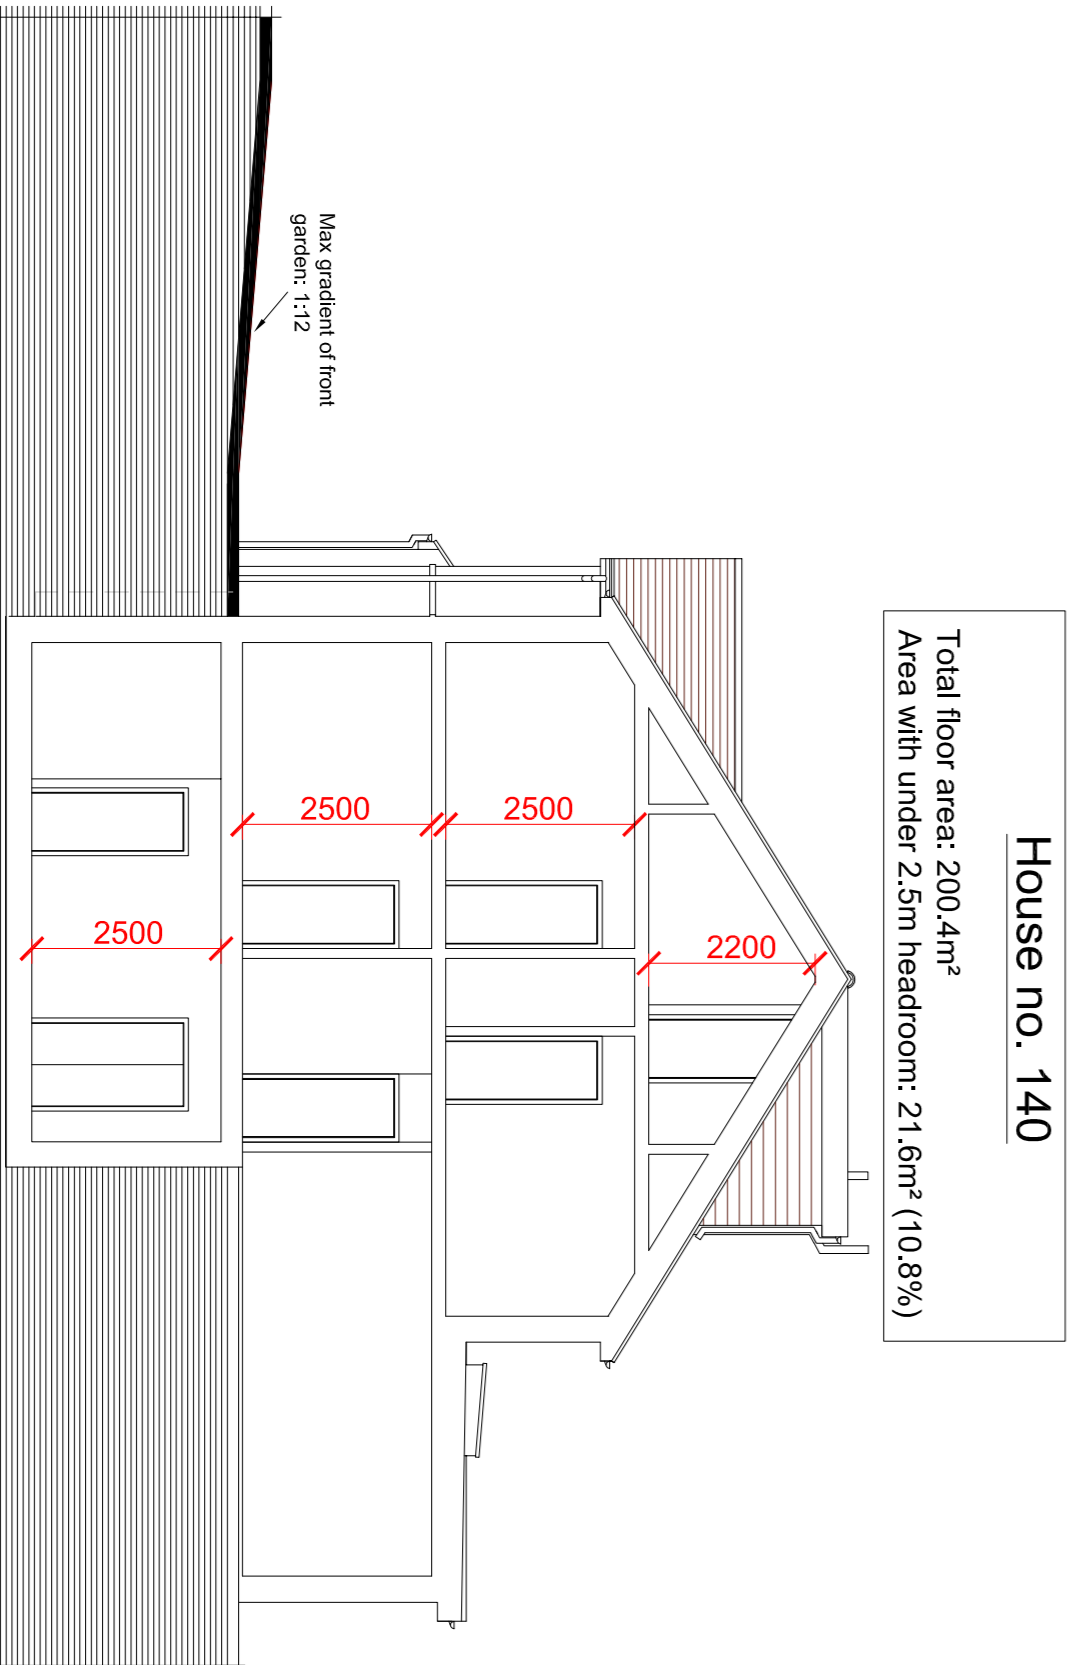 House no. 140
Total floor area: 200.4m²
Area with under 2.5m headroom: 21.6m² (10.8%)
2200
2500
2500
2500
Max gradient of front
garden: 1:12